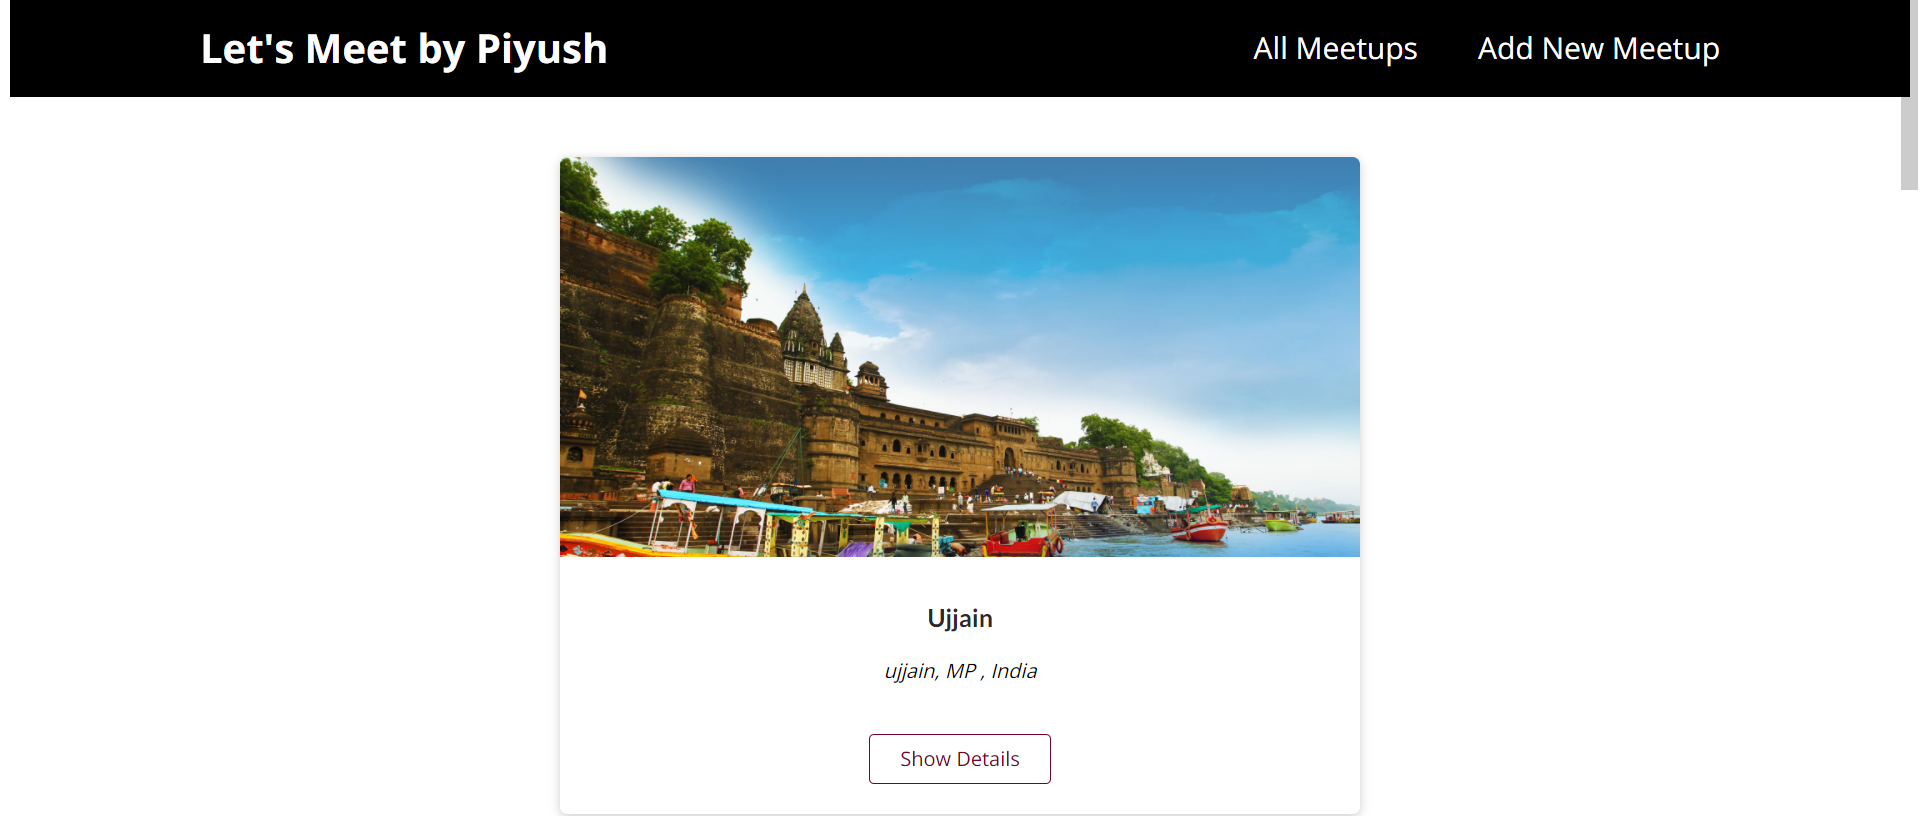 Let's Meet by Piyush
All Meetups
Add New Meetup
Ujjain
ujjain, MP , India
Show Details